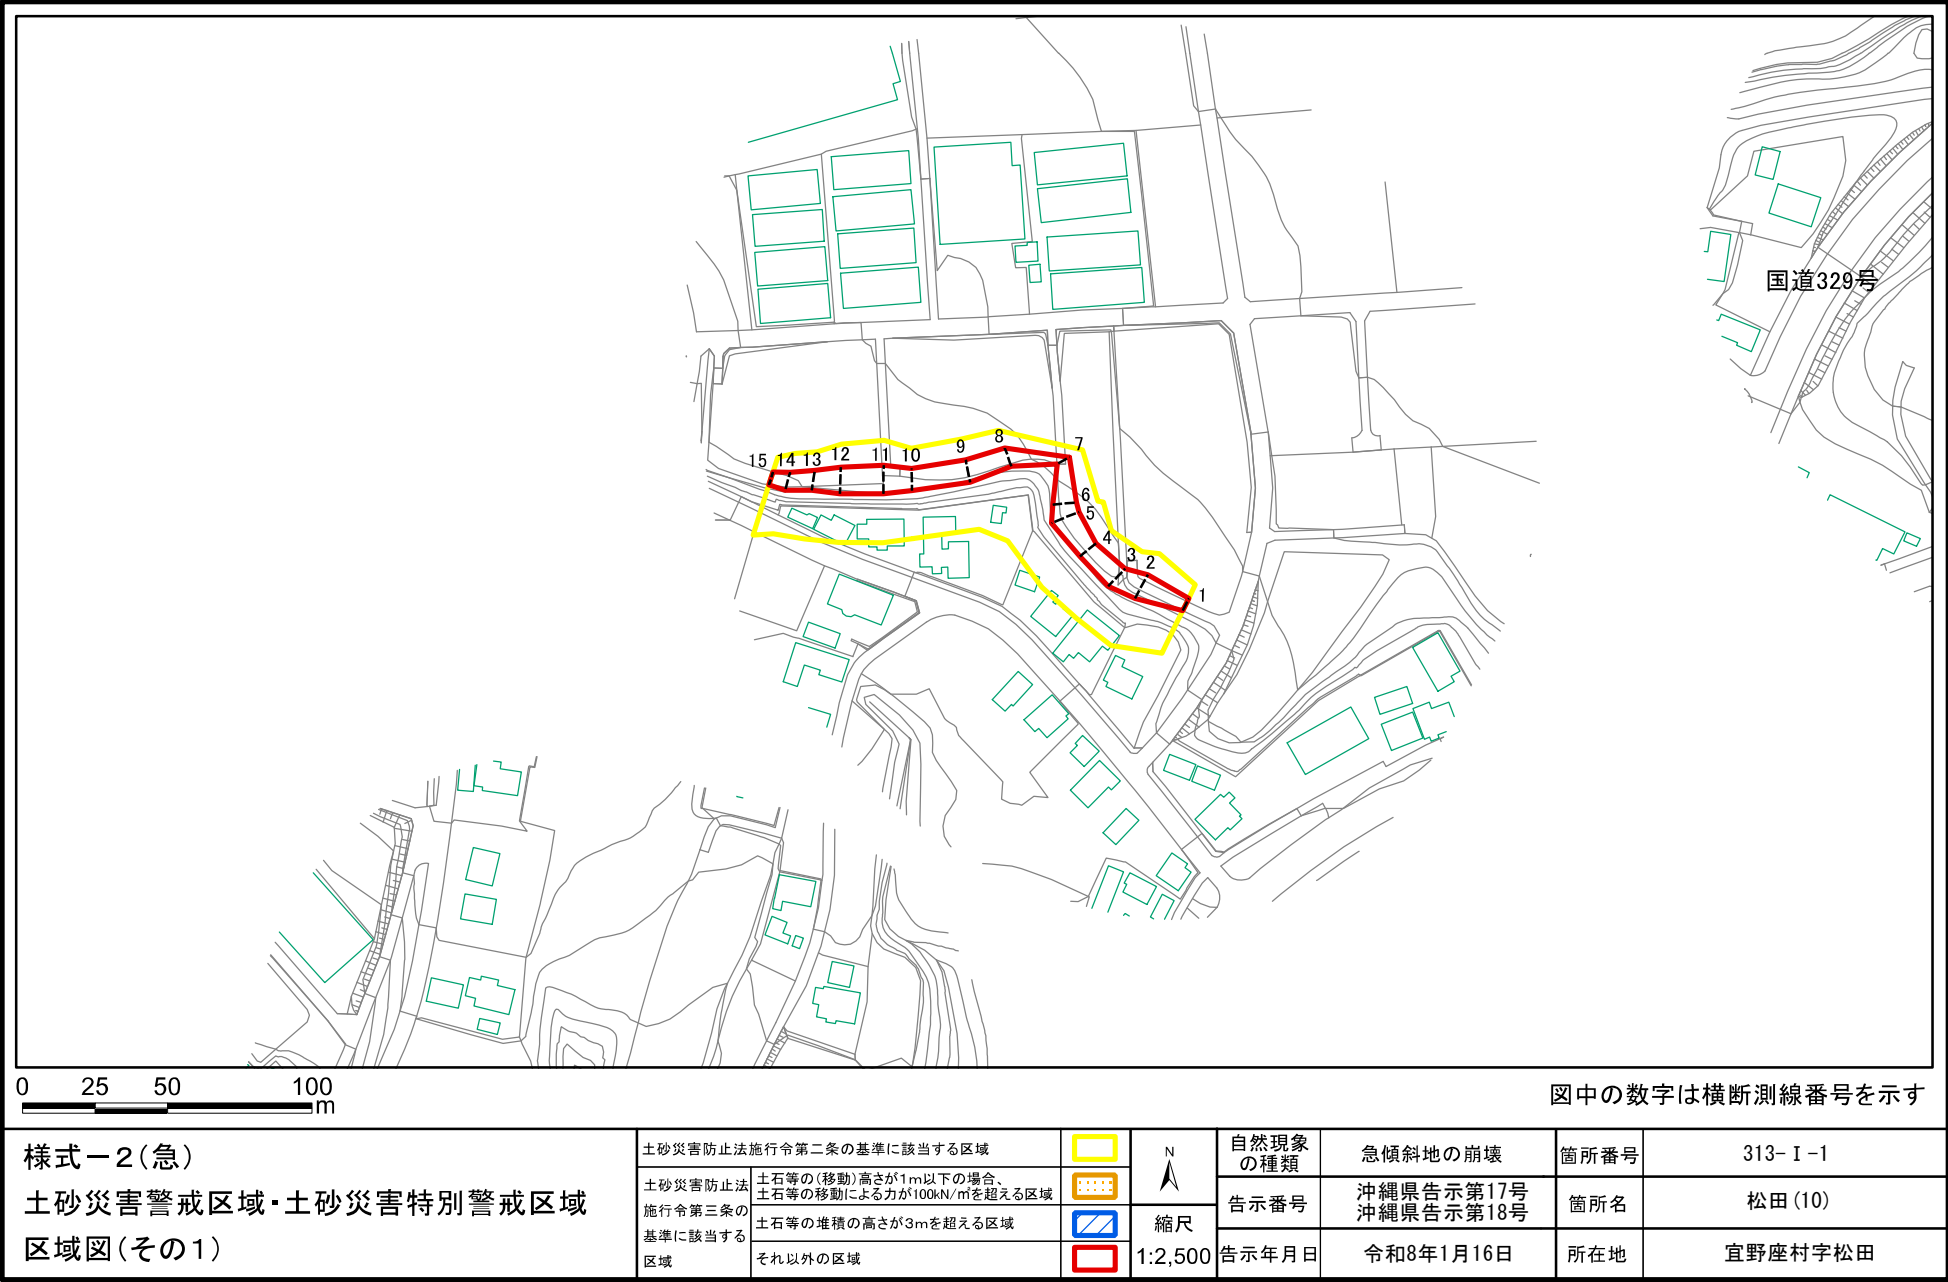 国道329号
8
7
9
15 14 13 12 11 10
6
5
4
3
2
1
0 25 50 100
m
図中の数字は横断測線番号を示す
様式－2(急)
土砂災害警戒区域・土砂災害特別警戒区域
区域図(その1)
土砂災害防止法施行令第二条の基準に該当する区域
土砂災害防止法
施行令第三条の
基準に該当する
区域
土石等の(移動)高さが1m以下の場合、
土石等の移動による力が100kN/㎡を超える区域
土石等の堆積の高さが3mを超える区域
それ以外の区域
N
縮尺
1:2,500
自然現象
の種類
急傾斜地の崩壊
箇所番号
313-Ⅰ-1
告示番号
沖縄県告示第17号
沖縄県告示第18号
箇所名
松田(10)
告示年月日
令和8年1月16日
所在地
宜野座村字松田